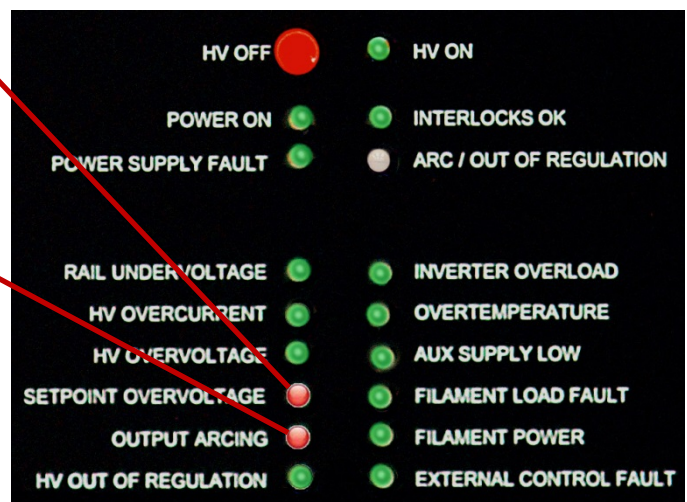 HV OFF
HV ON
POWER ON
INTERLOCKS OK
POWER SUPPLY FAULT
ARC / OUT OF REGULATION
RAIL UNDERVOLTAGE
INVERTER OVERLOAD
HV OVERCURRENT
OVERTEMPERATURE
HV OVERVOLTAGE
AUX SUPPLY LOW
SETPOINT OVERVOLTAGE
FILAMENT LOAD FAULT
OUTPUT ARCING
FILAMENT POWER
HV OUT OF REGULATION
EXTERNAL CONTROL FAULT